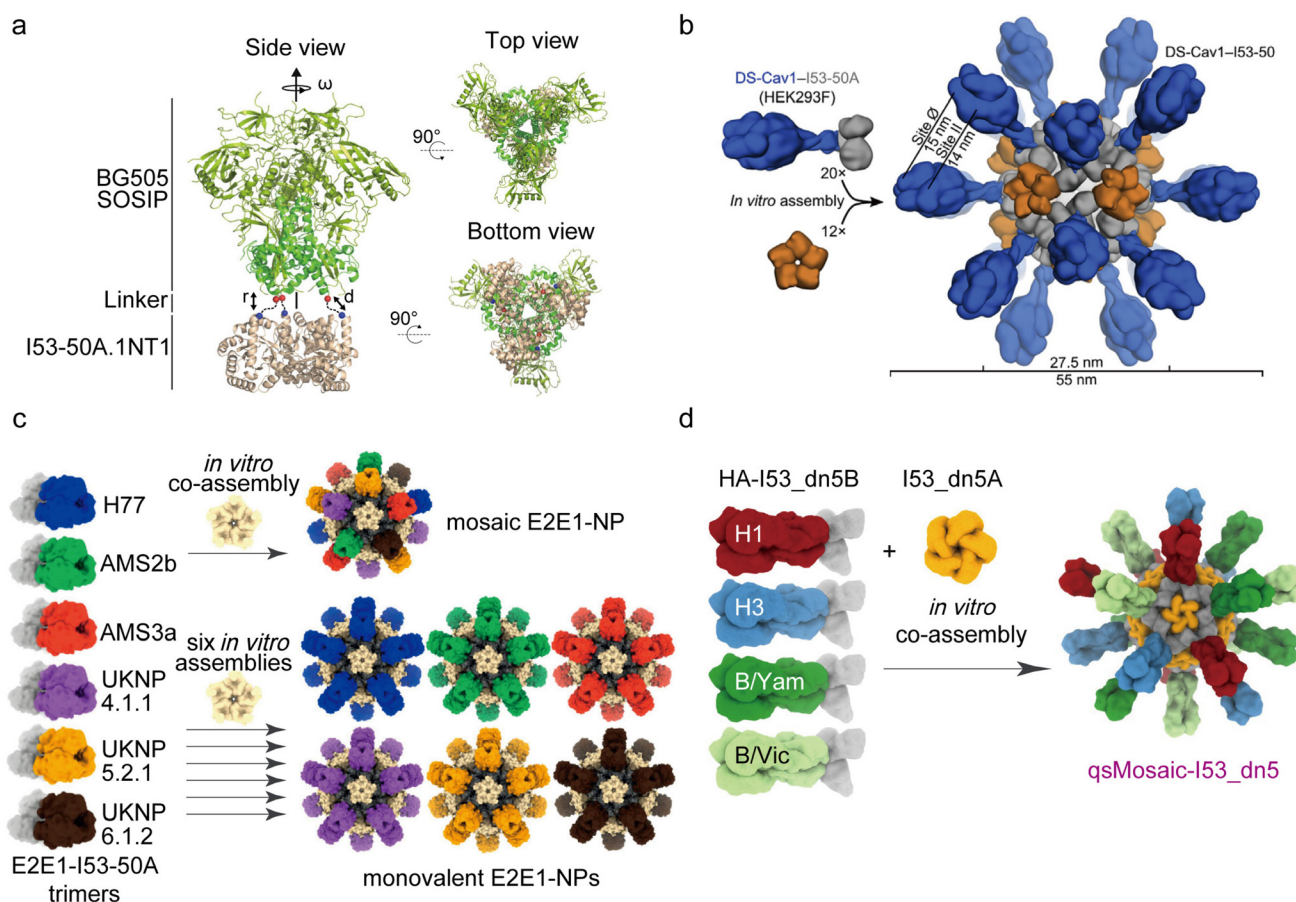 a
Side view
ω
BG505
SOSIP
Linker
r
l
d
I53-50A.1NT1
Top view
90°
Bottom view
90°
b
DS-Cav1–I53-50A
(HEK293F)
20×
In vitro assembly
12×
DS-Cav1–I53-50
Site Ø
15 nm
Site II
14 nm
27.5 nm
55 nm
c
H77
AMS2b
AMS3a
UKNP
4.1.1
UKNP
5.2.1
UKNP
6.1.2
E2E1-I53-50A
trimers
in vitro
co-assembly
mosaic E2E1-NP
six in vitro
assemblies
monovalent E2E1-NPs
d
HA-I53_dn5B
H1
H3
B/Yam
B/Vic
+
I53_dn5A
in vitro
co-assembly
qsMosaic-I53_dn5